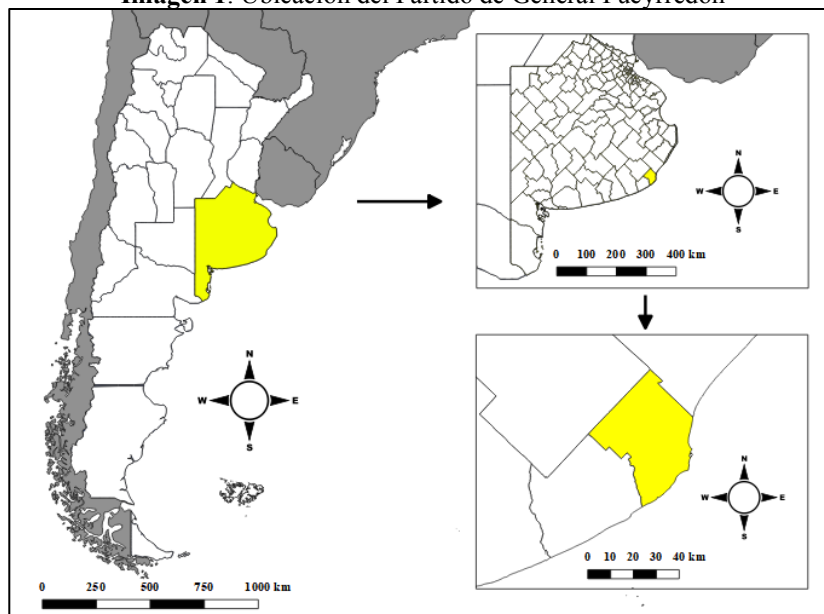 Imagen 1. Ubicación del Partido de General Pueyrredón
N
W E
S
0 250 500 750 1000 km
N
W E
S
0 100 200 300 400 km
N
W E
S
0 10 20 30 40 km